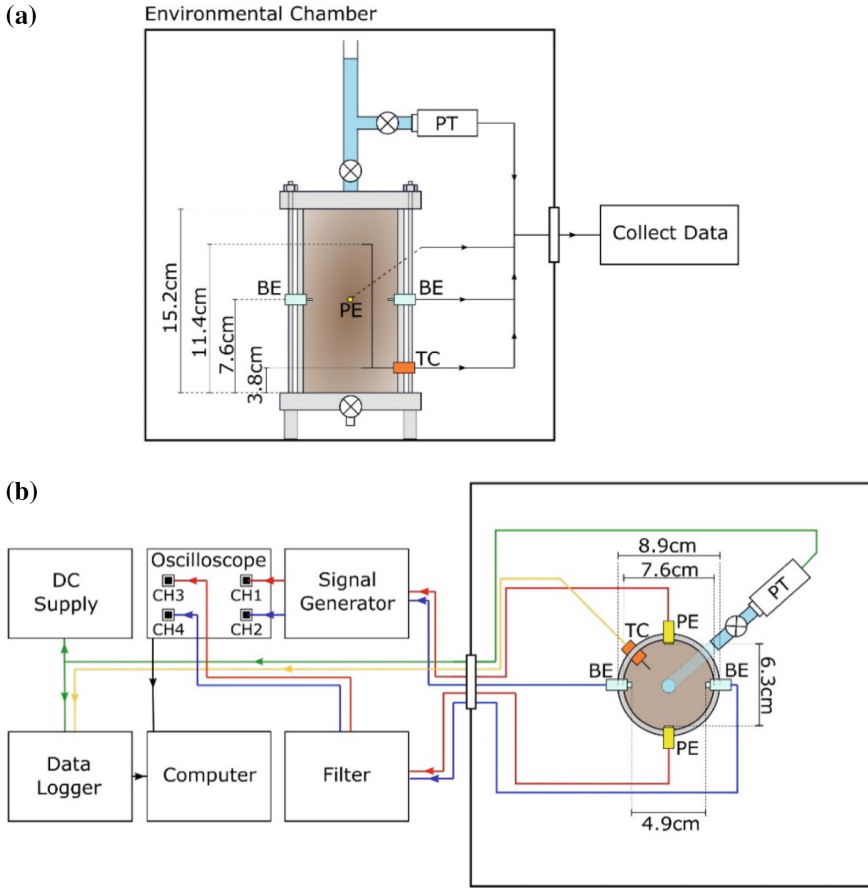 (a)
Environmental Chamber
PT
Collect Data
15.2cm
11.4cm
7.6cm
3.8cm
BE
PE
BE
TC
(b)
DC
Supply
Oscilloscope
CH3
CH1
CH4
CH2
Signal
Generator
Data
Logger
Computer
Filter
8.9cm
7.6cm
PT
PE
TC
BE
BE
6.3cm
PE
4.9cm